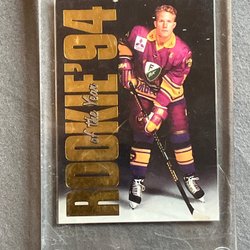 ROOKIE '94
of the Year